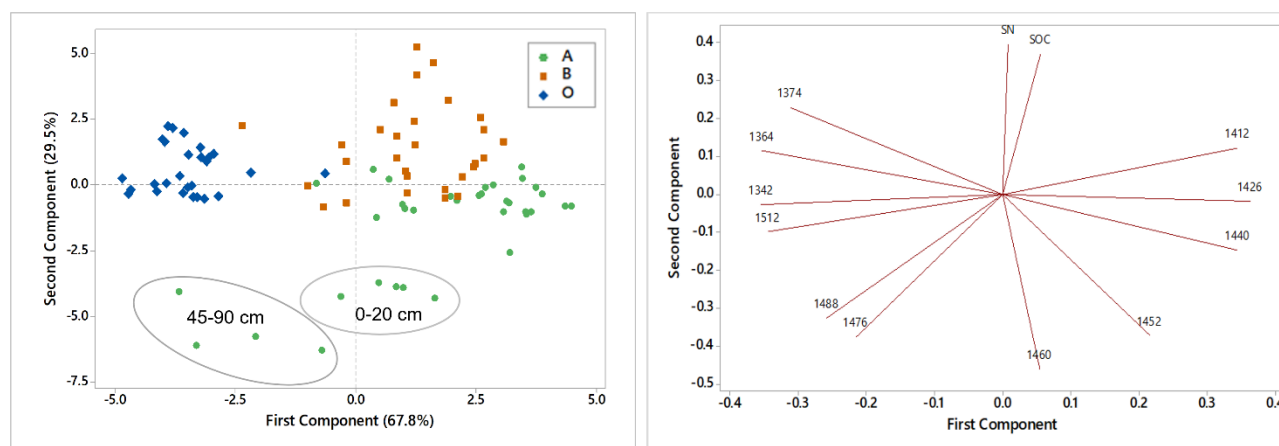 Second Component (29.5%)
5.0
2.5
0.0
-2.5
-5.0
-7.5
A
B
O
45-90 cm
0-20 cm
-5.0 -2.5 0.0 2.5 5.0
First Component (67.8%)
Second Component
0.4
0.3
0.2
0.1
0.0
-0.1
-0.2
-0.3
-0.4
-0.5
SN
SOC
1374
1364
1412
1342
1426
1512
1440
1488
1476
1452
1460
-0.4 -0.3 -0.2 -0.1 0.0 0.1 0.2 0.3 0.4
First Component